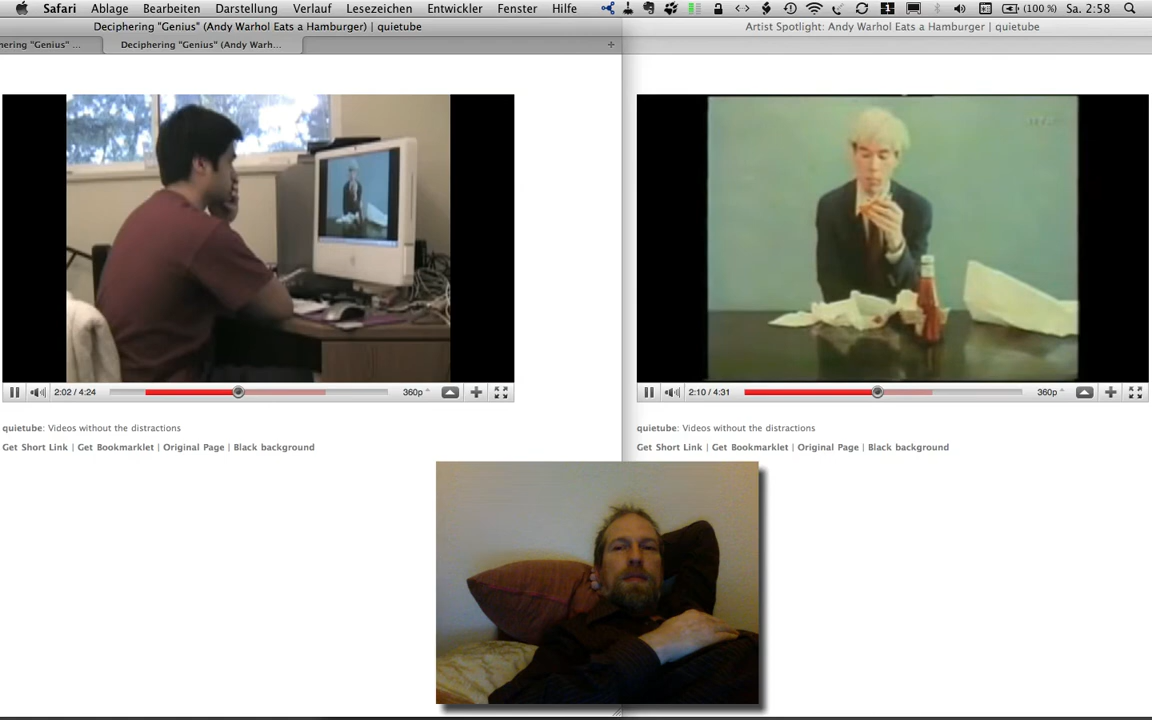 Safari Ablage Bearbeiten Darstellung Verlauf Lesezeichen Entwickler Fenster Hilfe 1 (100 %) Sa. 2:58
Deciphering "Genius" (Andy Warhol Eats a Hamburger) | quietube
hering "Genius" ... Deciphering "Genius" (Andy Warh... +
2:02 / 4:24 360p
quietube: Videos without the distractions
Get Short Link | Get Bookmarklet | Original Page | Black background
Artist Spotlight: Andy Warhol Eats a Hamburger | quietube
2:10 / 4:31 360p
quietube: Videos without the distractions
Get Short Link | Get Bookmarklet | Original Page | Black background